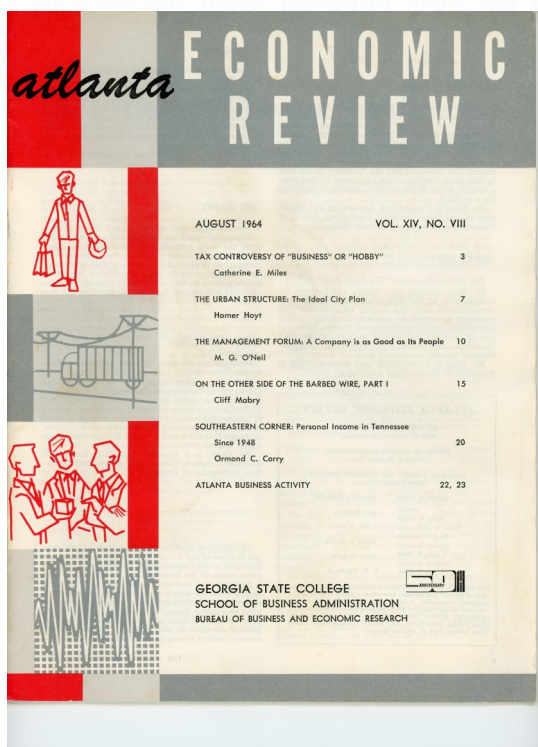 atlanta ECONOMIC
REVIEW
AUGUST 1964 VOL. XIV, NO. VIII
TAX CONTROVERSY OF "BUSINESS" OR "HOBBY" 3
Catherine E. Miles
THE URBAN STRUCTURE: The Ideal City Plan 7
Homer Hoyt
THE MANAGEMENT FORUM: A Company is as Good as Its People 10
M. G. O'Neil
ON THE OTHER SIDE OF THE BARBED WIRE, PART I 15
Cliff Mabry
SOUTHEASTERN CORNER: Personal Income in Tennessee
Since 1948 20
Ormond C. Corry
ATLANTA BUSINESS ACTIVITY 22, 23
50
ANNIVERSARY
GEORGIA STATE COLLEGE
SCHOOL OF BUSINESS ADMINISTRATION
BUREAU OF BUSINESS AND ECONOMIC RESEARCH